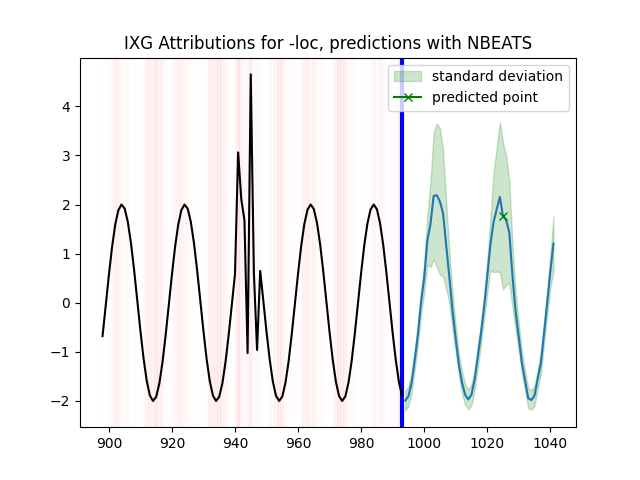 IXG Attributions for -loc, predictions with NBEATS
standard deviation
predicted point
4
3
2
1
0
−1
−2
900 920 940 960 980 1000 1020 1040